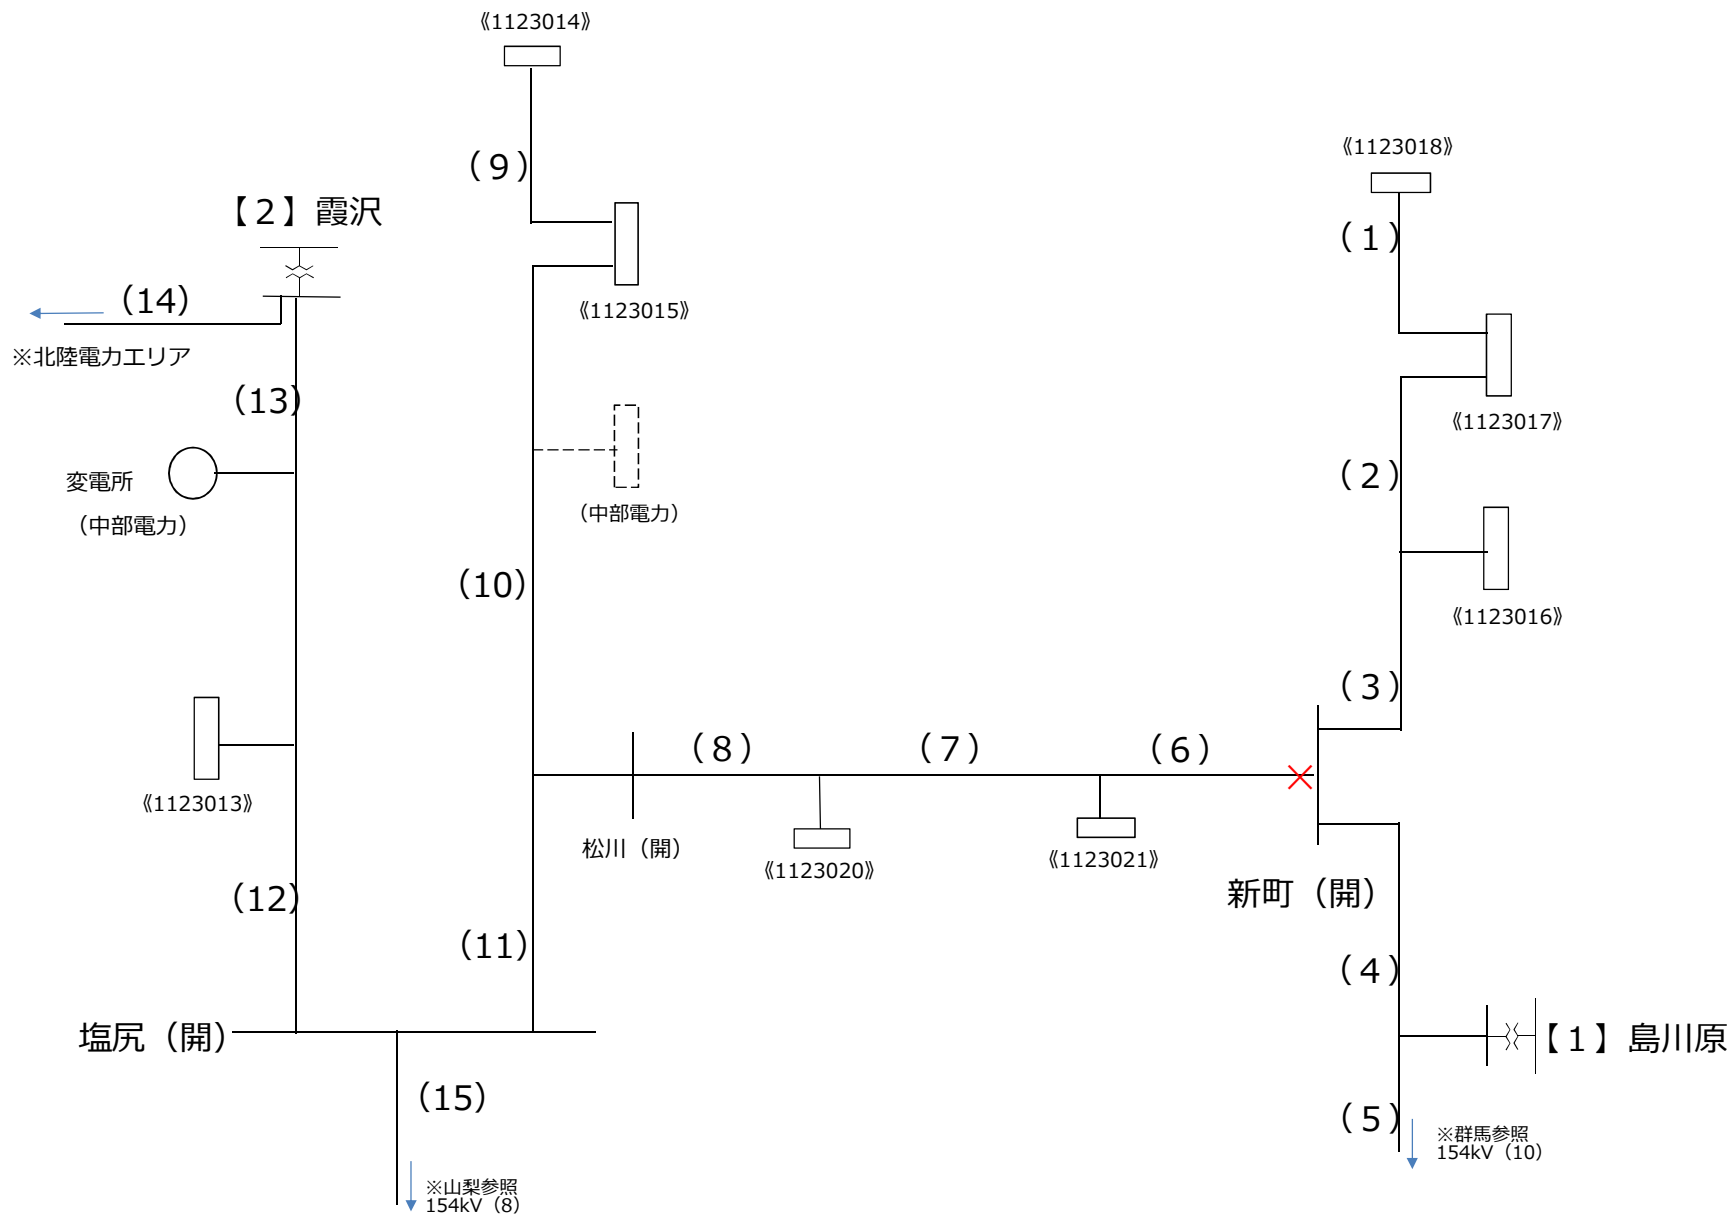 《1123014》
（９）
《1123018》
（１）
【２】霞沢
（14）
※北陸電力エリア
《1123015》
（13）
変電所
（中部電力）
（中部電力）
《1123017》
（２）
（10）
《1123016》
（３）
《1123013》
（８）
（７）
（６）
松川（開）
《1123020》
《1123021》
新町（開）
（12）
（11）
（４）
塩尻（開）
【１】島川原
（15）
（５）
※群馬参照
154kV（10）
※山梨参照
154kV（8）